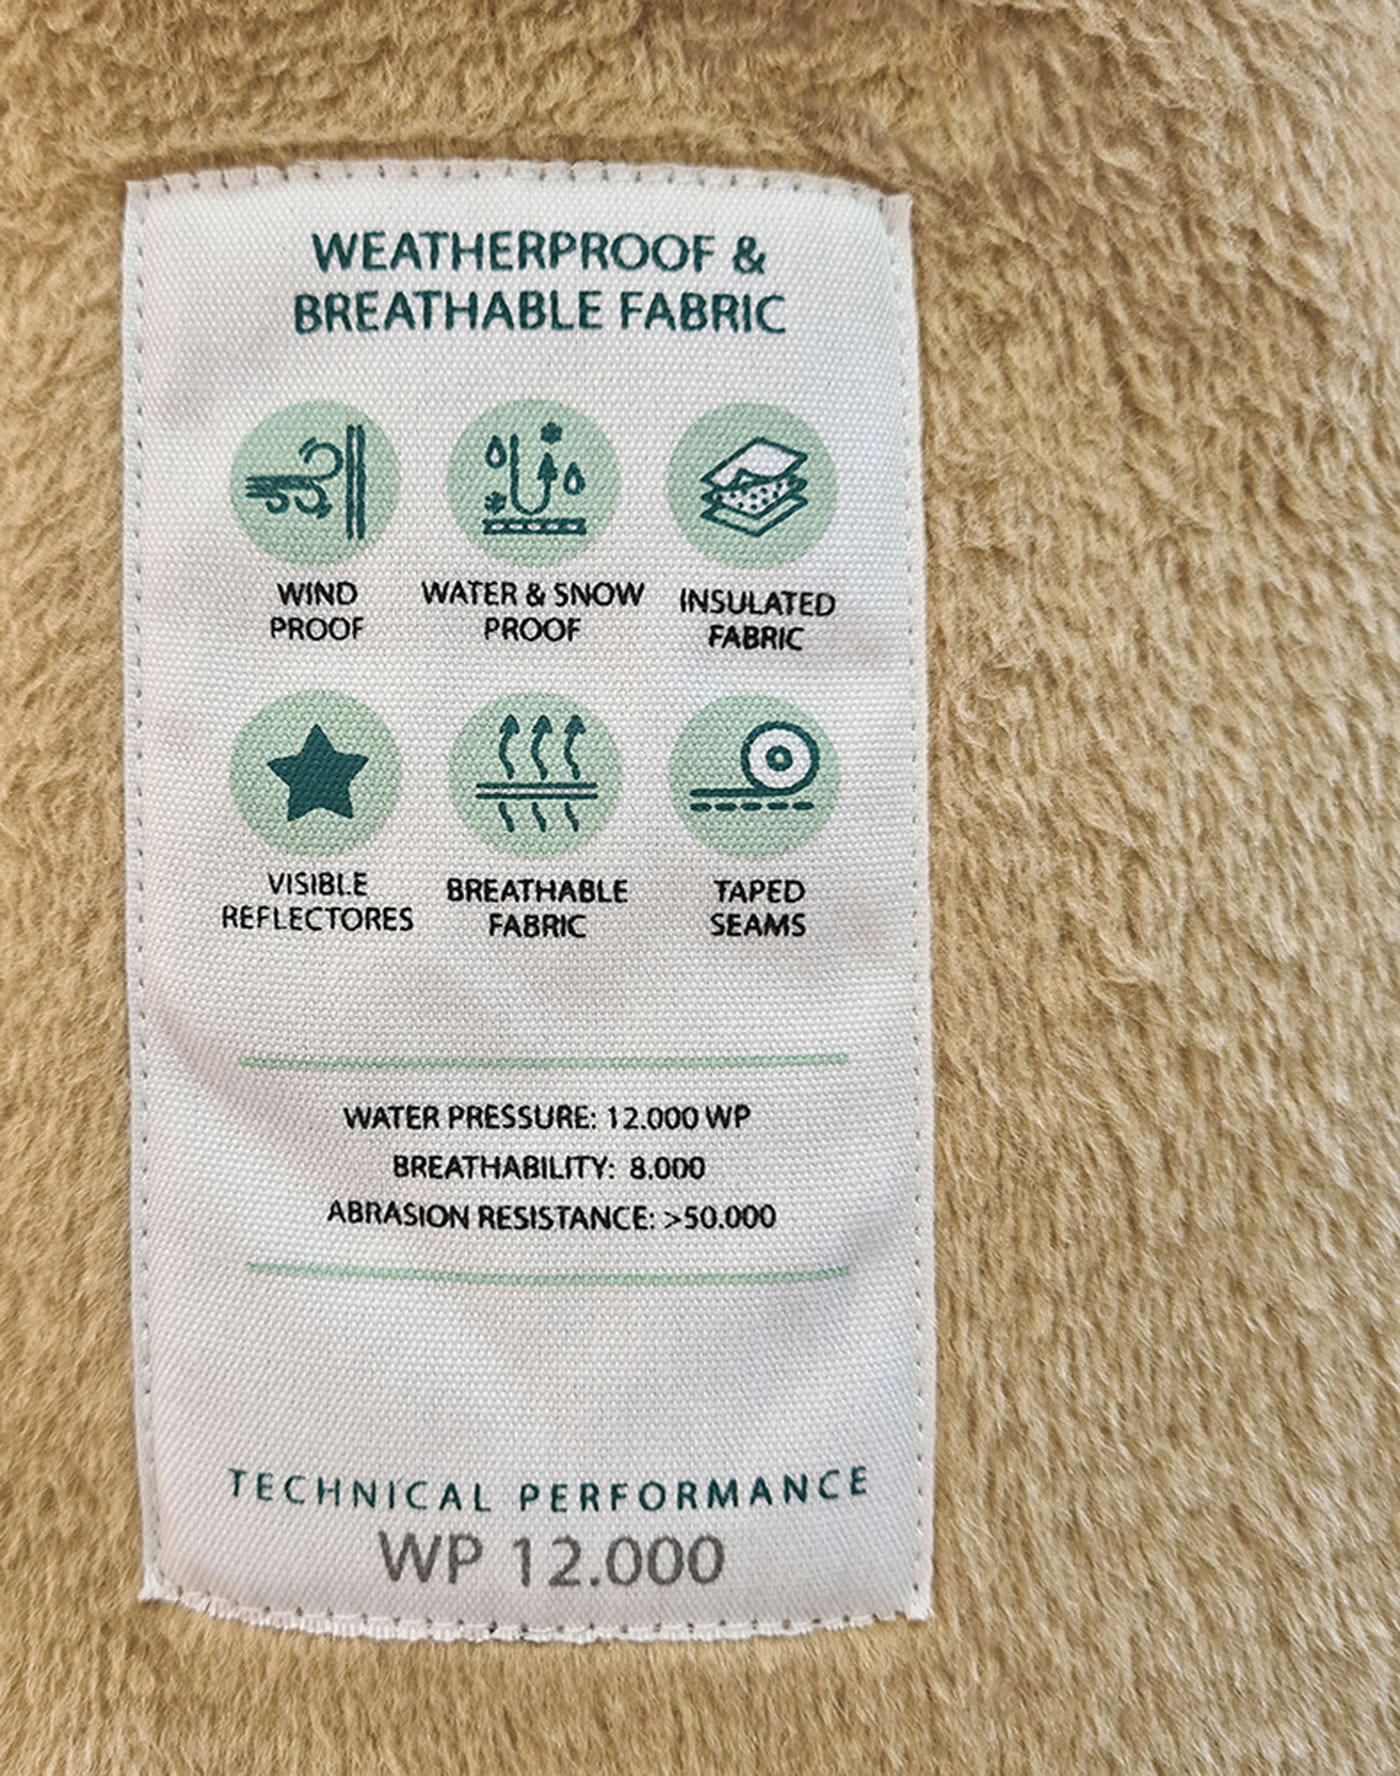 WEATHERPROOF &
BREATHABLE FABRIC
WIND
PROOF
WATER & SNOW
PROOF
INSULATED
FABRIC
VISIBLE
REFLECTORES
BREATHABLE
FABRIC
TAPED
SEAMS
WATER PRESSURE: 12.000 WP
BREATHABILITY: 8.000
ABRASION RESISTANCE: >50.000
TECHNICAL PERFORMANCE
WP 12.000